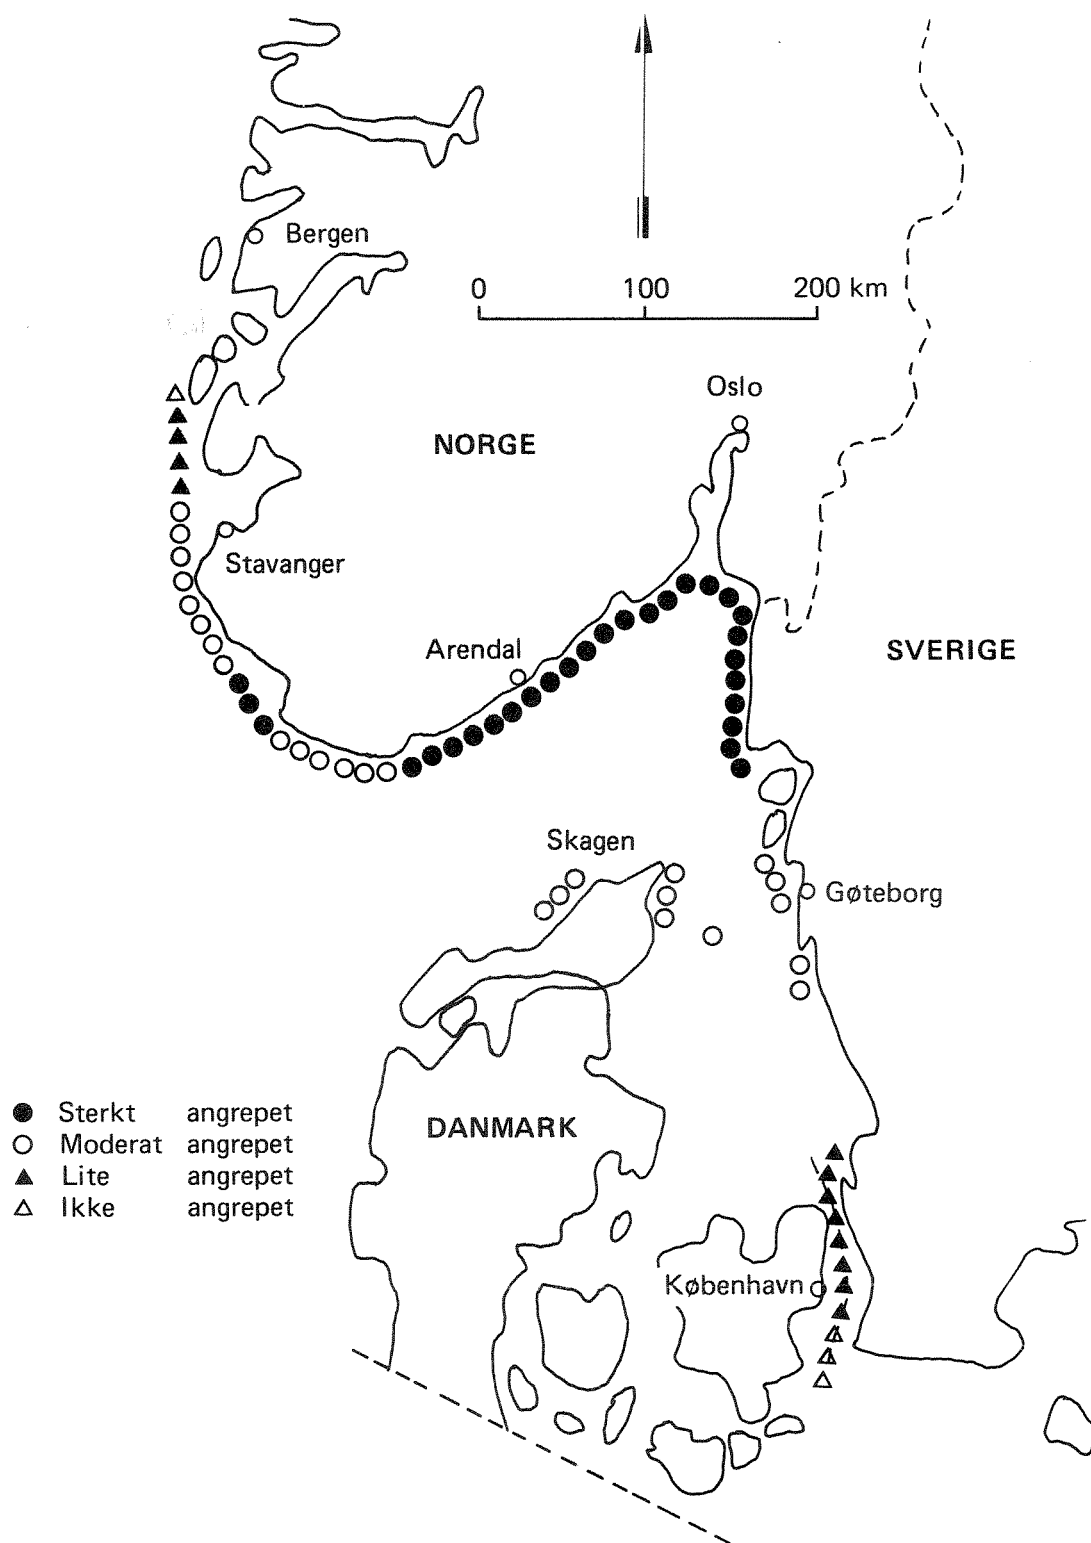 Bergen
0 100 200 km
Oslo
NORGE
Stavanger
Arendal
SVERIGE
Skagen
Gøteborg
DANMARK
Sterkt angrepet
Moderat angrepet
Lite angrepet
Ikke angrepet
København